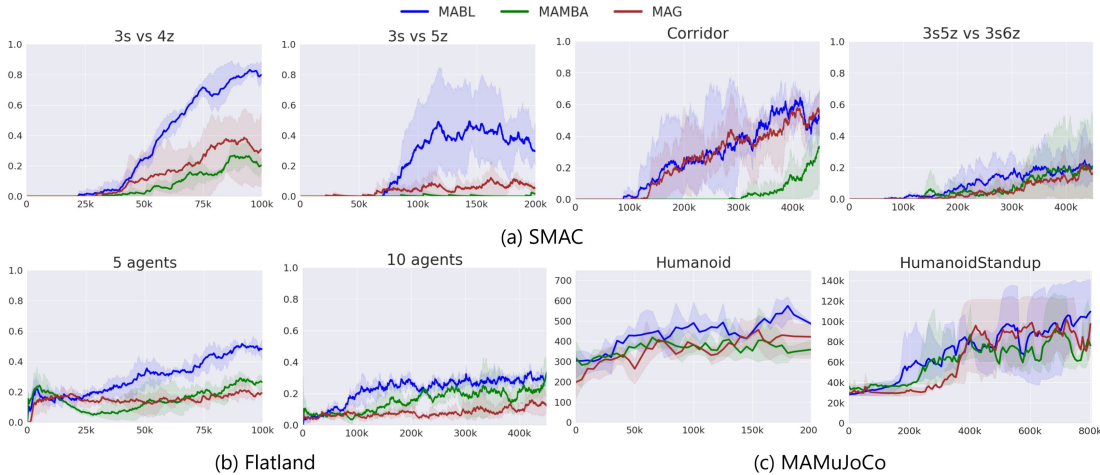 MABL MAMBA MAG
3s vs 4z
1.0
0.8
0.6
0.4
0.2
0.0
0 25k 50k 75k 100k
3s vs 5z
1.0
0.8
0.6
0.4
0.2
0.0
0 50k 100k 150k 200k
Corridor
1.0
0.8
0.6
0.4
0.2
0.0
0 100k 200k 300k 400k
3s5z vs 3s6z
1.0
0.8
0.6
0.4
0.2
0.0
0 100k 200k 300k 400k
(a) SMAC
5 agents
1.0
0.8
0.6
0.4
0.2
0.0
0 25k 50k 75k 100k
10 agents
1.0
0.8
0.6
0.4
0.2
0.0
0 100k 200k 300k 400k
Humanoid
700
600
500
400
300
200
100
0
0 50k 100k 150k 200
HumanoidStandup
140k
120k
100k
80k
60k
40k
20k
0
0 200k 400k 600k 800k
(b) Flatland
(c) MAMuJoCo